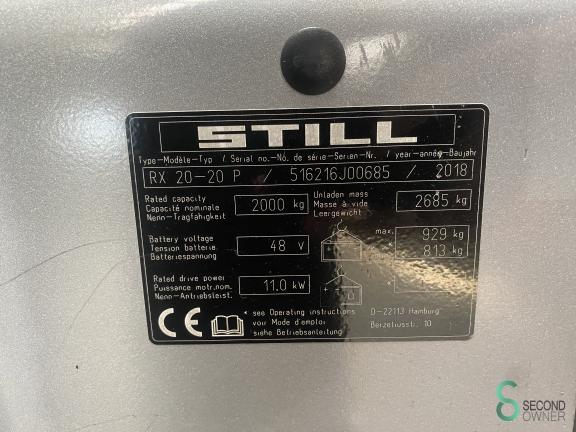 STILL
Type-Modèle-Typ / Serial no.-No. de série-Serien-Nr. / year-année-Baujahr
RX 20-20 P / 516216J00685 / 2018
Rated capacity
Capacité nominale
Nenn-Tragfähigkeit
2000 kg
Unladen mass
Masse à vide
Leergewicht
2685 kg
Battery voltage
Tension batterie
Batteriespannung
48 V
max. 929 kg
813 kg
Rated drive power
Puissance motr.nom.
Nenn-Antriebsleist.
11.0 kW
see Operating instructions
voir Mode d'emploi
siehe Betriebsanleitung
D-22113 Hamburg
Berzeliusstr. 10
CE
SECOND
OWNER